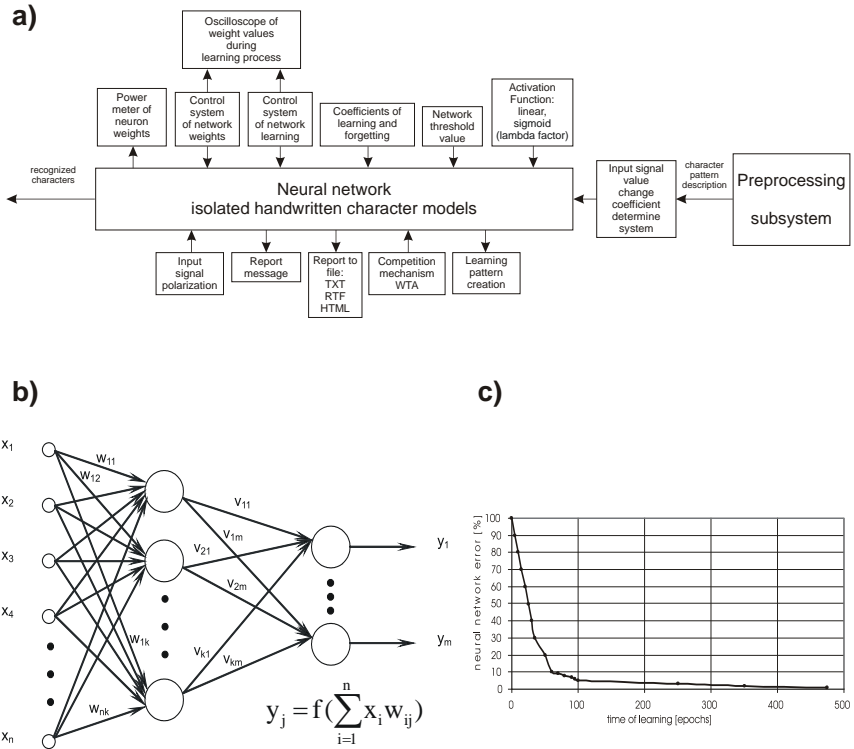 a)
Oscilloscope of
weight values
during
learning process
Power
meter of
neuron
weights
Control
system
of network
weights
Control
system
of network
learning
Coefficients
of learning and
forgetting
Network
threshold
value
Activation
Function:
linear,
sigmoid
(lambda factor)
recognized
characters
Neural network
isolated handwritten character models
Input signal
value
change
coefficient
determine
system
character
pattern
description
Preprocessing
subsystem
Input
signal
polarization
Report
message
Report to
file:
TXT
RTF
HTML
Competition
mechanism
WTA
Learning
pattern
creation
b)
x1
x2
x3
x4
xn
w11
w12
w1k
wnk
v11
v1m
v21
v2m
vk1
vkm
y1
ym
yj = f(∑ xi wij)
n
i=1
c)
neural network error [%]
100
90
80
70
60
50
40
30
20
10
0
0 100 200 300 400 500
time of learning [epochs]